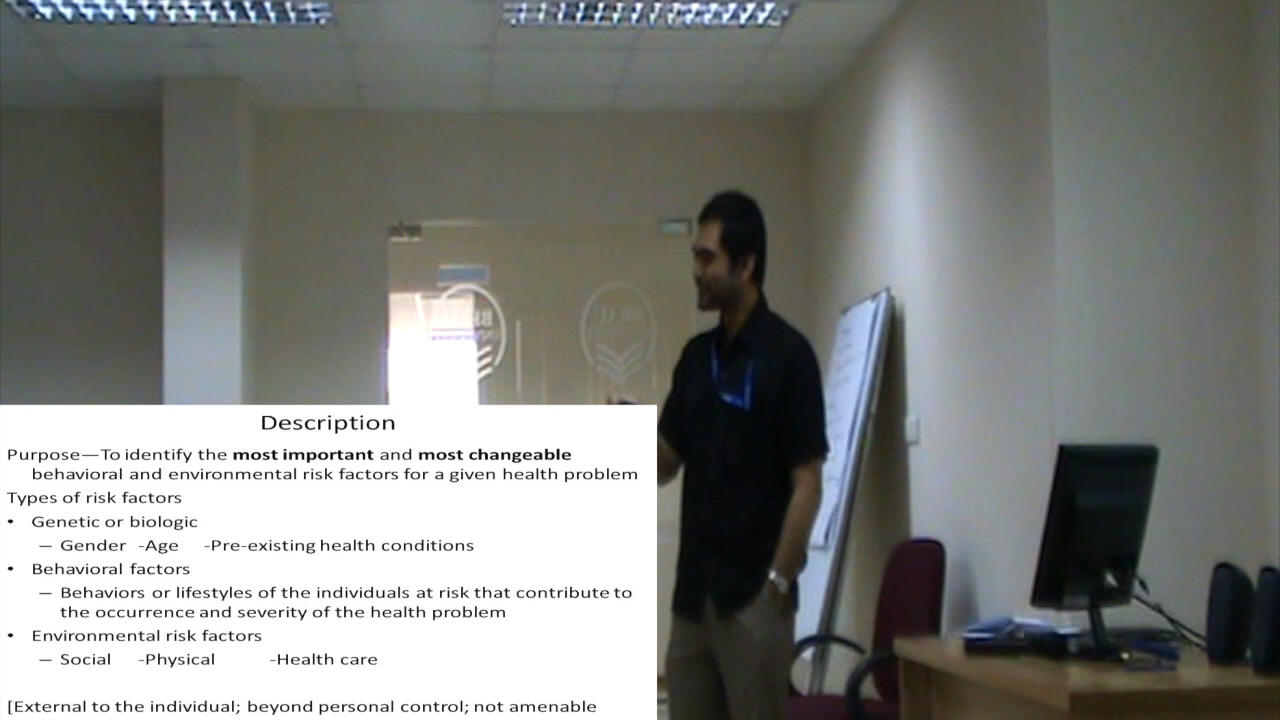 Description
Purpose—To identify the most important and most changeable
behavioral and environmental risk factors for a given health problem
Types of risk factors
• Genetic or biologic
– Gender -Age -Pre-existing health conditions
• Behavioral factors
– Behaviors or lifestyles of the individuals at risk that contribute to
the occurrence and severity of the health problem
• Environmental risk factors
– Social -Physical -Health care
[External to the individual; beyond personal control; not amenable